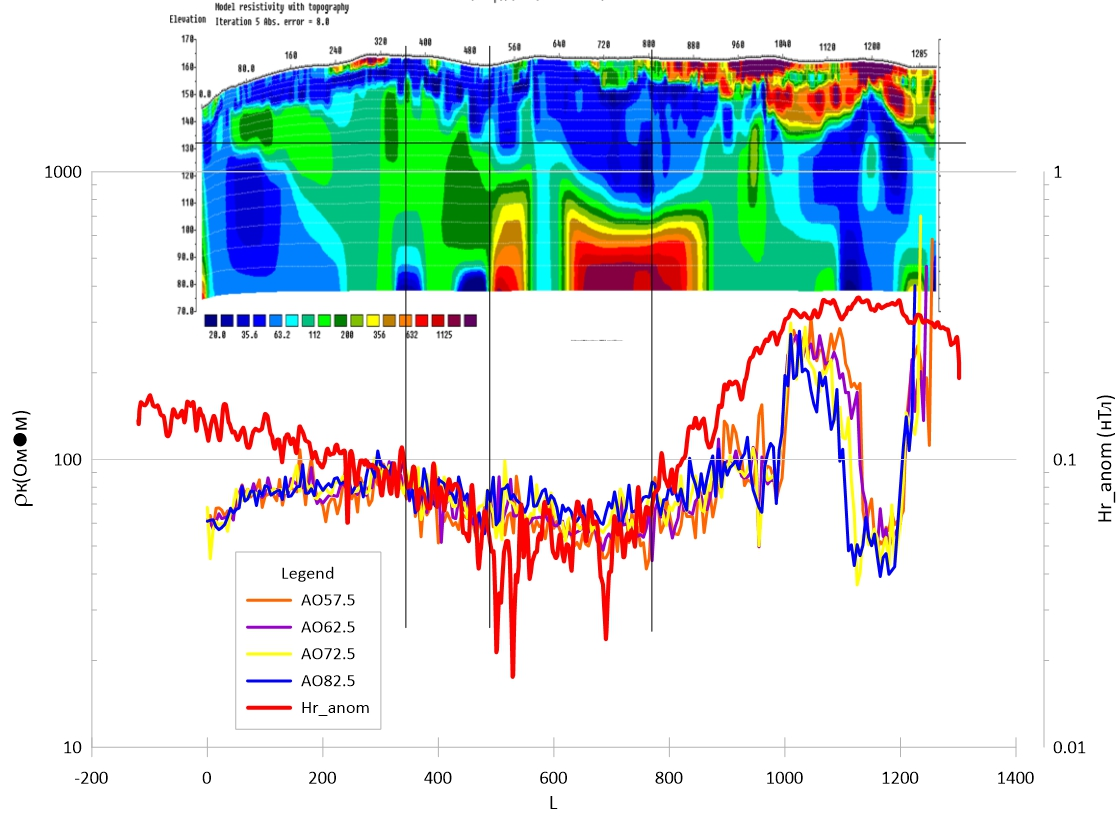 Model resistivity with topography
Elevation Iteration 5 Abs. error = 8.0
170
160
150
140
130
120
110
100
90.0
80.0
70.0
0.0 80.0 160 240 320 400 480 560 640 720 800 880 960 1040 1120 1200 1285
20.0 35.6 63.2 112 200 356 632 1125
1000
100
10
ρк(Ом●м)
1
0.1
0.01
Hr_anom (нТл)
Legend
AO57.5
AO62.5
AO72.5
AO82.5
Hr_anom
-200 0 200 400 600 800 1000 1200 1400
L